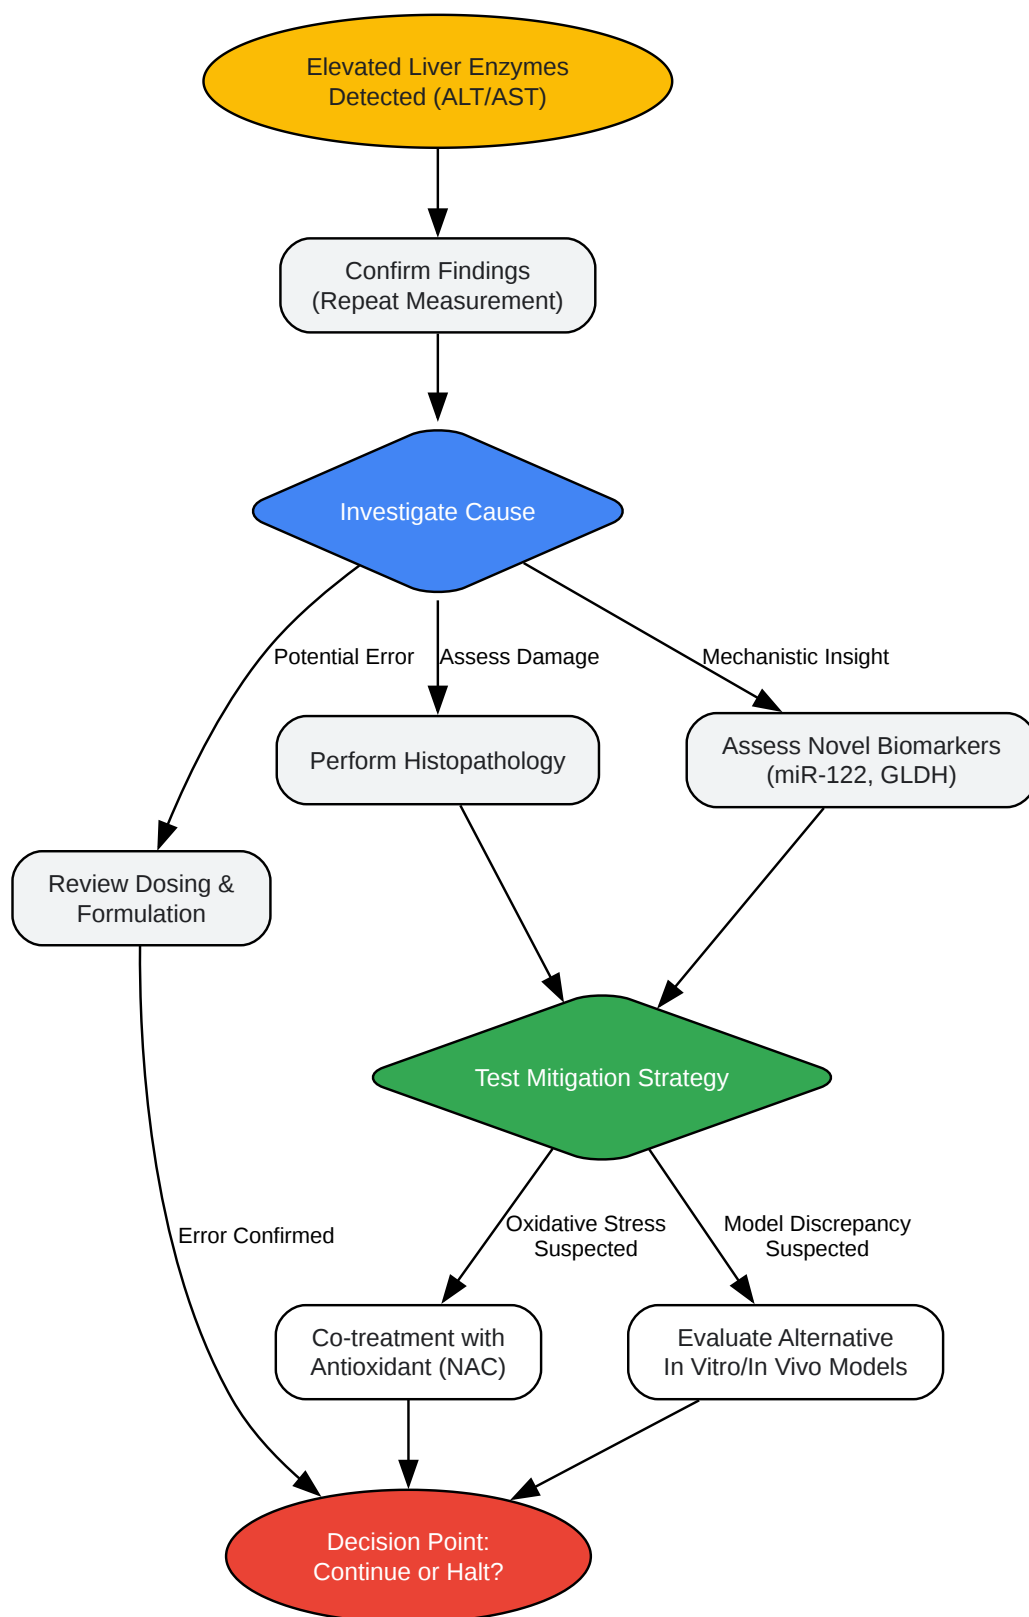 Elevated Liver Enzymes
Detected (ALT/AST)
Confirm Findings
(Repeat Measurement)
Investigate Cause
Potential Error
Assess Damage
Mechanistic Insight
Perform Histopathology
Assess Novel Biomarkers
(miR-122, GLDH)
Review Dosing &
Formulation
Test Mitigation Strategy
Error Confirmed
Oxidative Stress
Suspected
Model Discrepancy
Suspected
Co-treatment with
Antioxidant (NAC)
Evaluate Alternative
In Vitro/In Vivo Models
Decision Point:
Continue or Halt?